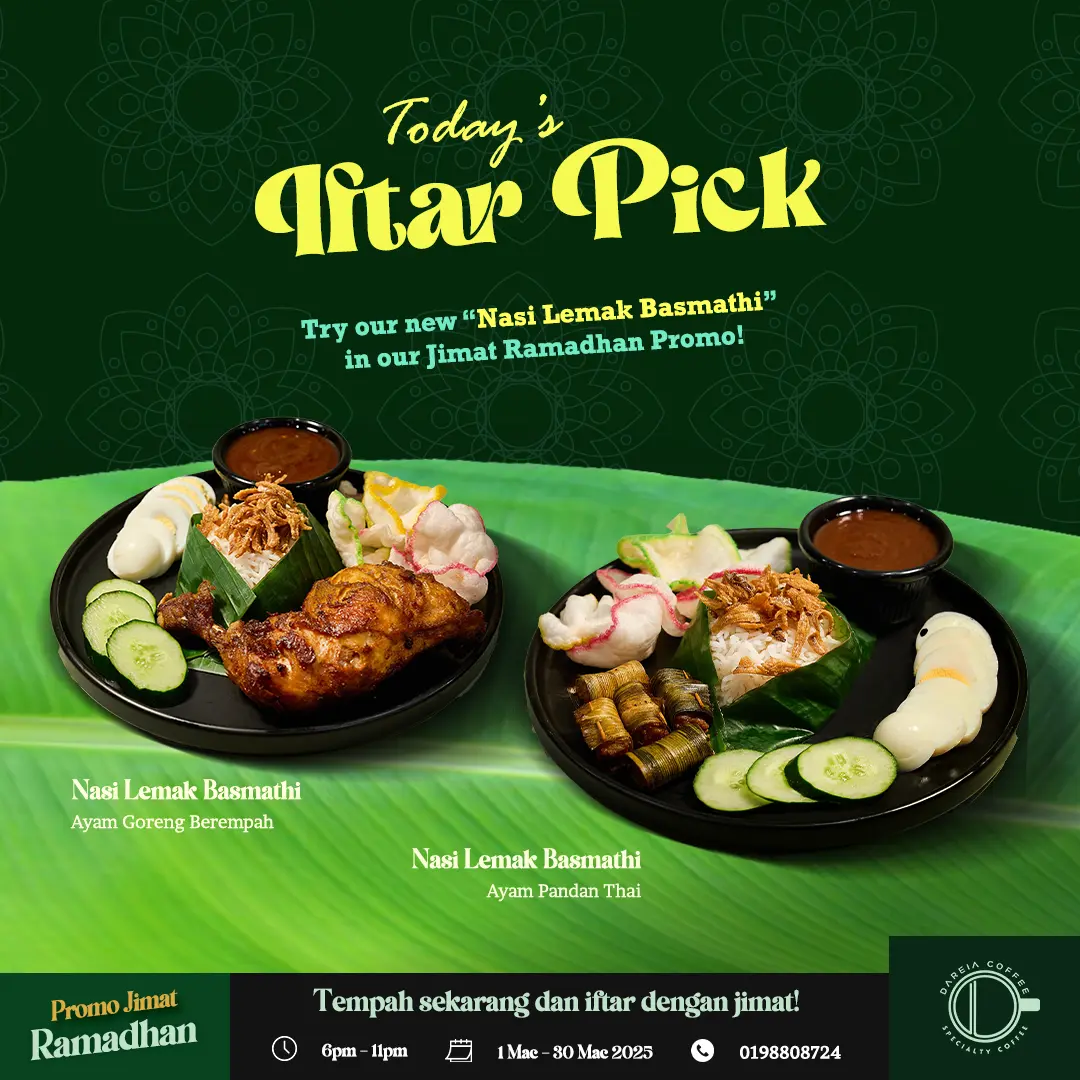 Today's
Iftar Pick
Try our new “Nasi Lemak Basmathi”
in our Jimat Ramadhan Promo!
Nasi Lemak Basmathi
Ayam Goreng Berempah
Nasi Lemak Basmathi
Ayam Pandan Thai
Promo Jimat
Ramadhan
Tempah sekarang dan iftar dengan jimat!
6pm – 11pm
1 Mac – 30 Mac 2025
0198808724
DAREIA COFFEE
SPECIALTY COFFEE